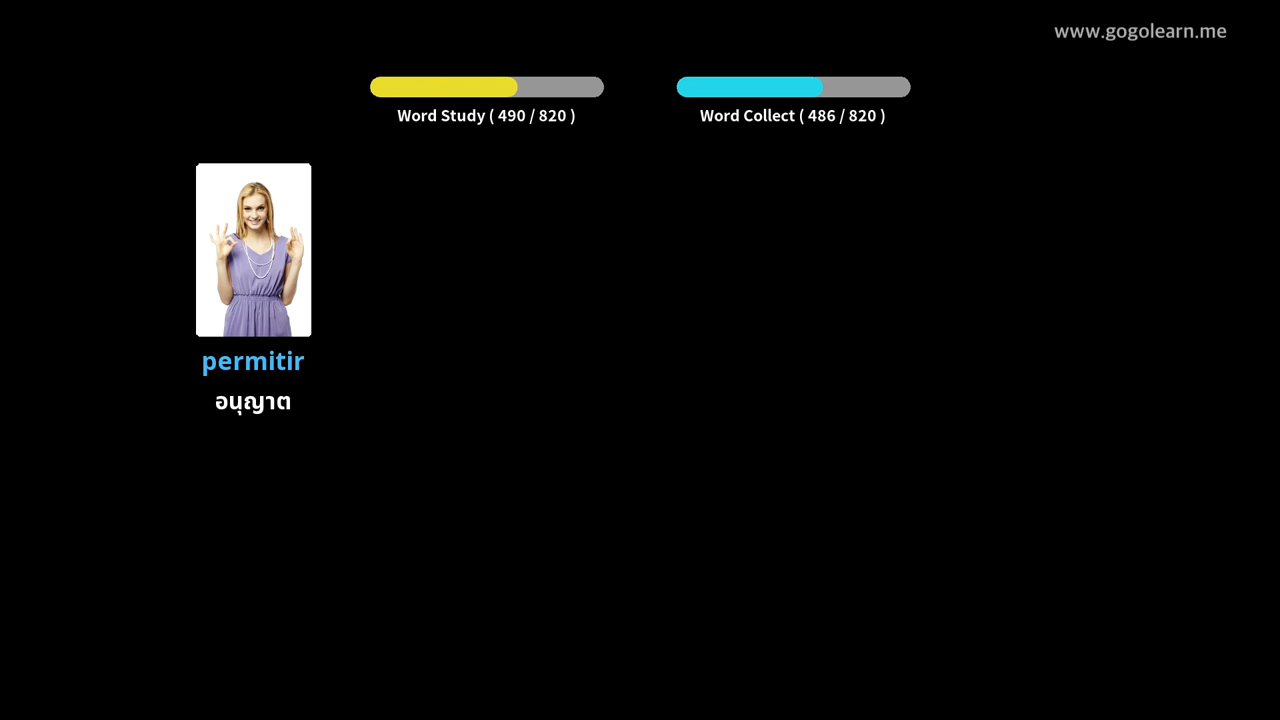 www.gogolearn.me
Word Study ( 490 / 820 )
Word Collect ( 486 / 820 )
permitir
อนุญาต